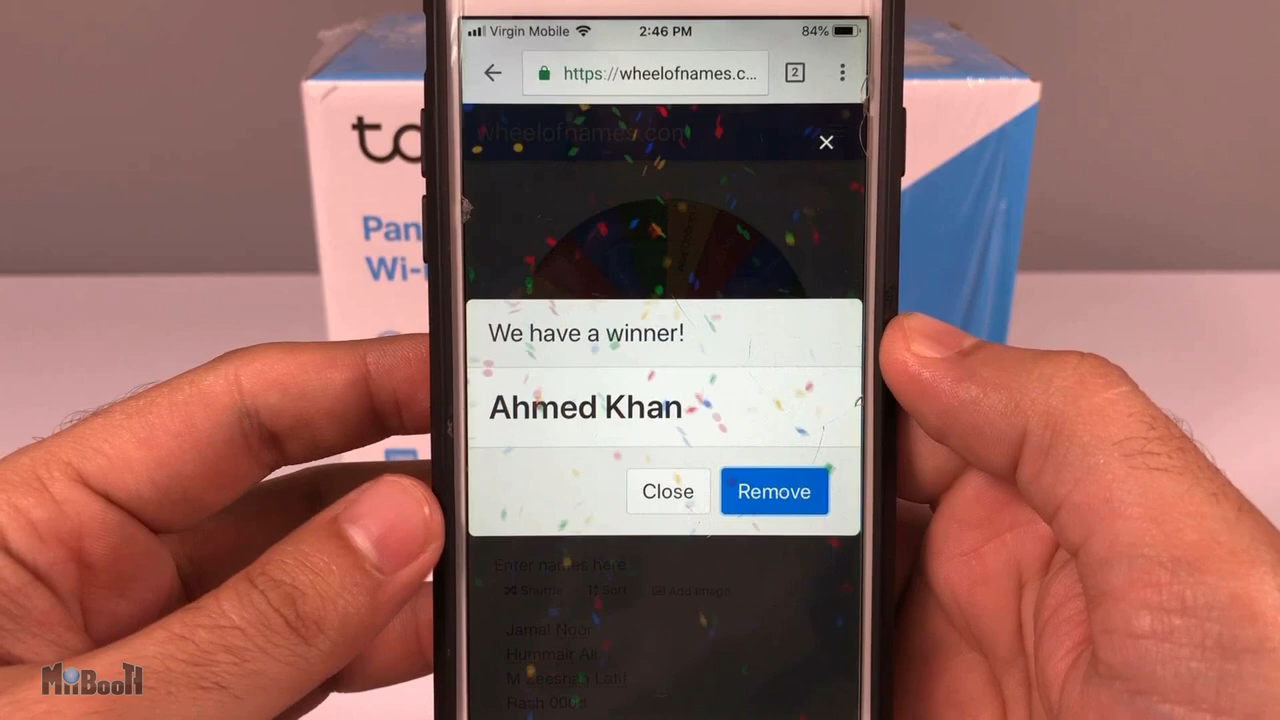 Virgin Mobile
2:46 PM
84%
https://wheelofnames.c...
2
wheelofnames.com
We have a winner!
Ahmed Khan
Close
Remove
Enter names here
Shuffle
Sort
Add image
Jamal Noor
Hummair Ali
Pan
Wi-
MiiBooTH